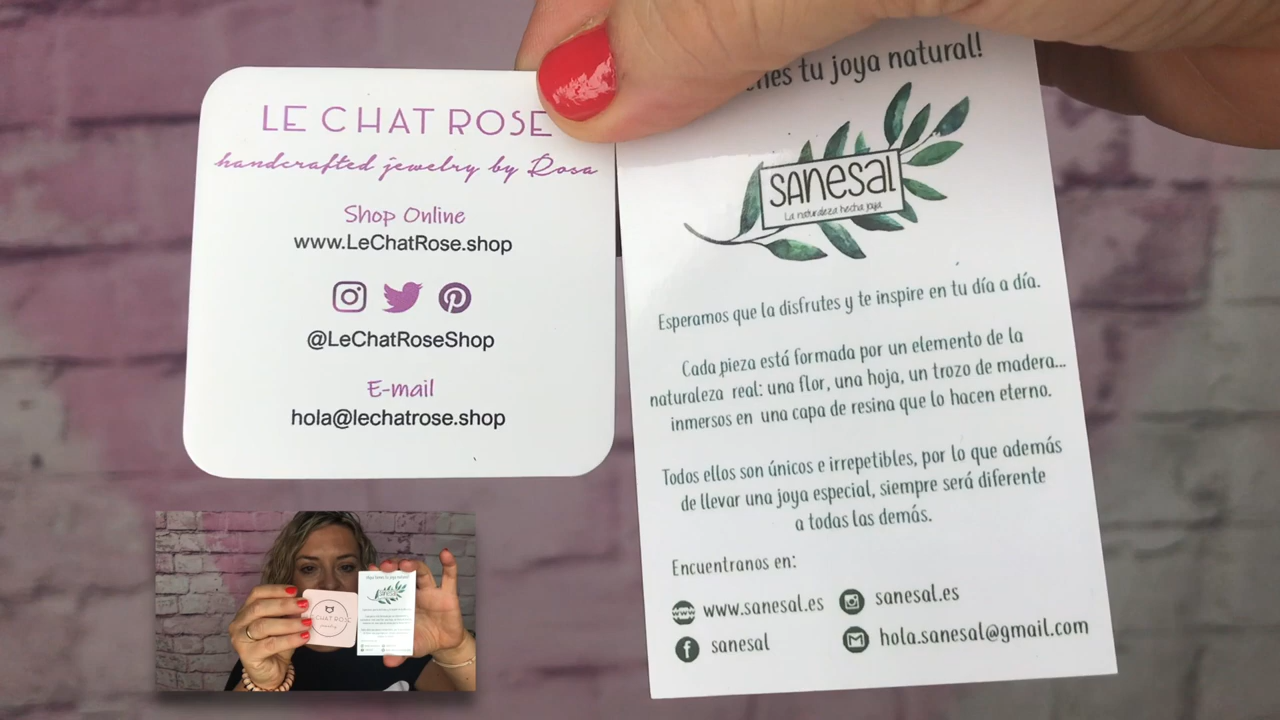 LE CHAT ROSE
handcrafted jewelry by Rosa
Shop Online
www.LeChatRose.shop
@LeChatRoseShop
E-mail
hola@lechatrose.shop
tu joya natural!
sanesal
La naturaleza hecha joya
Esperamos que la disfrutes y te inspire en tu día a día.
Cada pieza está formada por un elemento de la
naturaleza real: una flor, una hoja, un trozo de madera...
inmersos en una capa de resina que lo hacen eterno.
Todos ellos son únicos e irrepetibles, por lo que además
de llevar una joya especial, siempre será diferente
a todas las demás.
Encuentranos en:
www.sanesal.es
sanesal.es
sanesal
hola.sanesal@gmail.com
CHAT ROSE
jewelry
sanesal